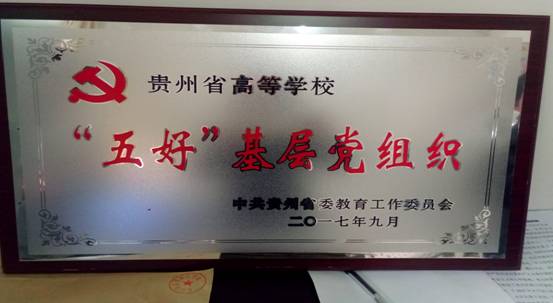 贵州省高等学校
“五好”基层党组织
中共贵州省委教育工作委员会
二〇一七年九月